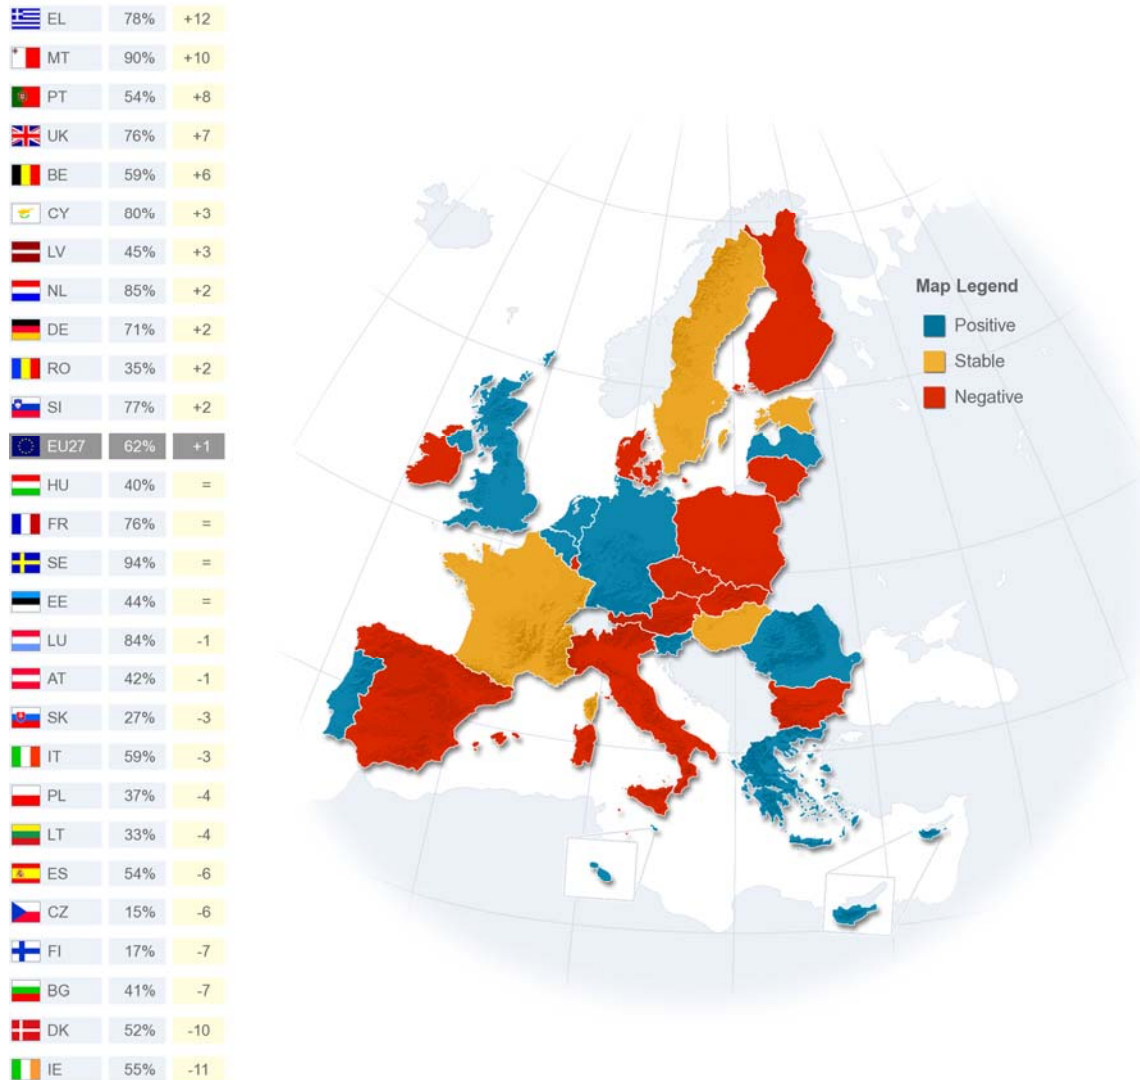 EL 78% +12
MT 90% +10
PT 54% +8
UK 76% +7
BE 59% +6
CY 80% +3
LV 45% +3
NL 85% +2
DE 71% +2
RO 35% +2
SI 77% +2
EU27 62% +1
HU 40% =
FR 76% =
SE 94% =
EE 44% =
LU 84% -1
AT 42% -1
SK 27% -3
IT 59% -3
PL 37% -4
LT 33% -4
ES 54% -6
CZ 15% -6
FI 17% -7
BG 41% -7
DK 52% -10
IE 55% -11
Map Legend
Positive
Stable
Negative